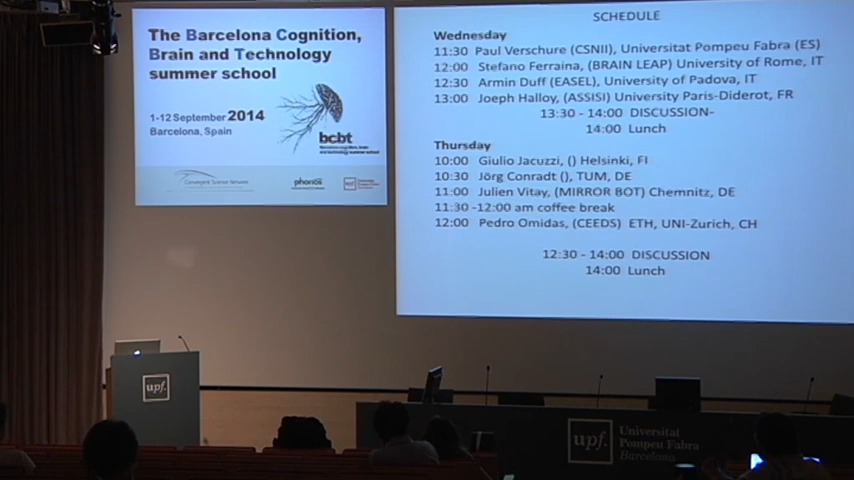 The Barcelona Cognition,
Brain and Technology
summer school
1-12 September 2014
Barcelona, Spain
bcbt
Convergent Science Network
phonos
SCHEDULE
Wednesday
11:30 Paul Verschure (CSNII), Universitat Pompeu Fabra (ES)
12:00 Stefano Ferraina, (BRAIN LEAP) University of Rome, IT
12:30 Armin Duff (EASEL), University of Padova, IT
13:00 Joeph Halloy, (ASSISI) University Paris-Diderot, FR
13:30 - 14:00 DISCUSSION-
14:00 Lunch
Thursday
10:00 Giulio Jacuzzi, () Helsinki, FI
10:30 Jörg Conradt (), TUM, DE
11:00 Julien Vitay, (MIRROR BOT) Chemnitz, DE
11:30 -12:00 am coffee break
12:00 Pedro Omidas, (CEEDS) ETH, UNI-Zurich, CH
12:30 - 14:00 DISCUSSION
14:00 Lunch
upf.
upf.
Universitat
Pompeu Fabra
Barcelona